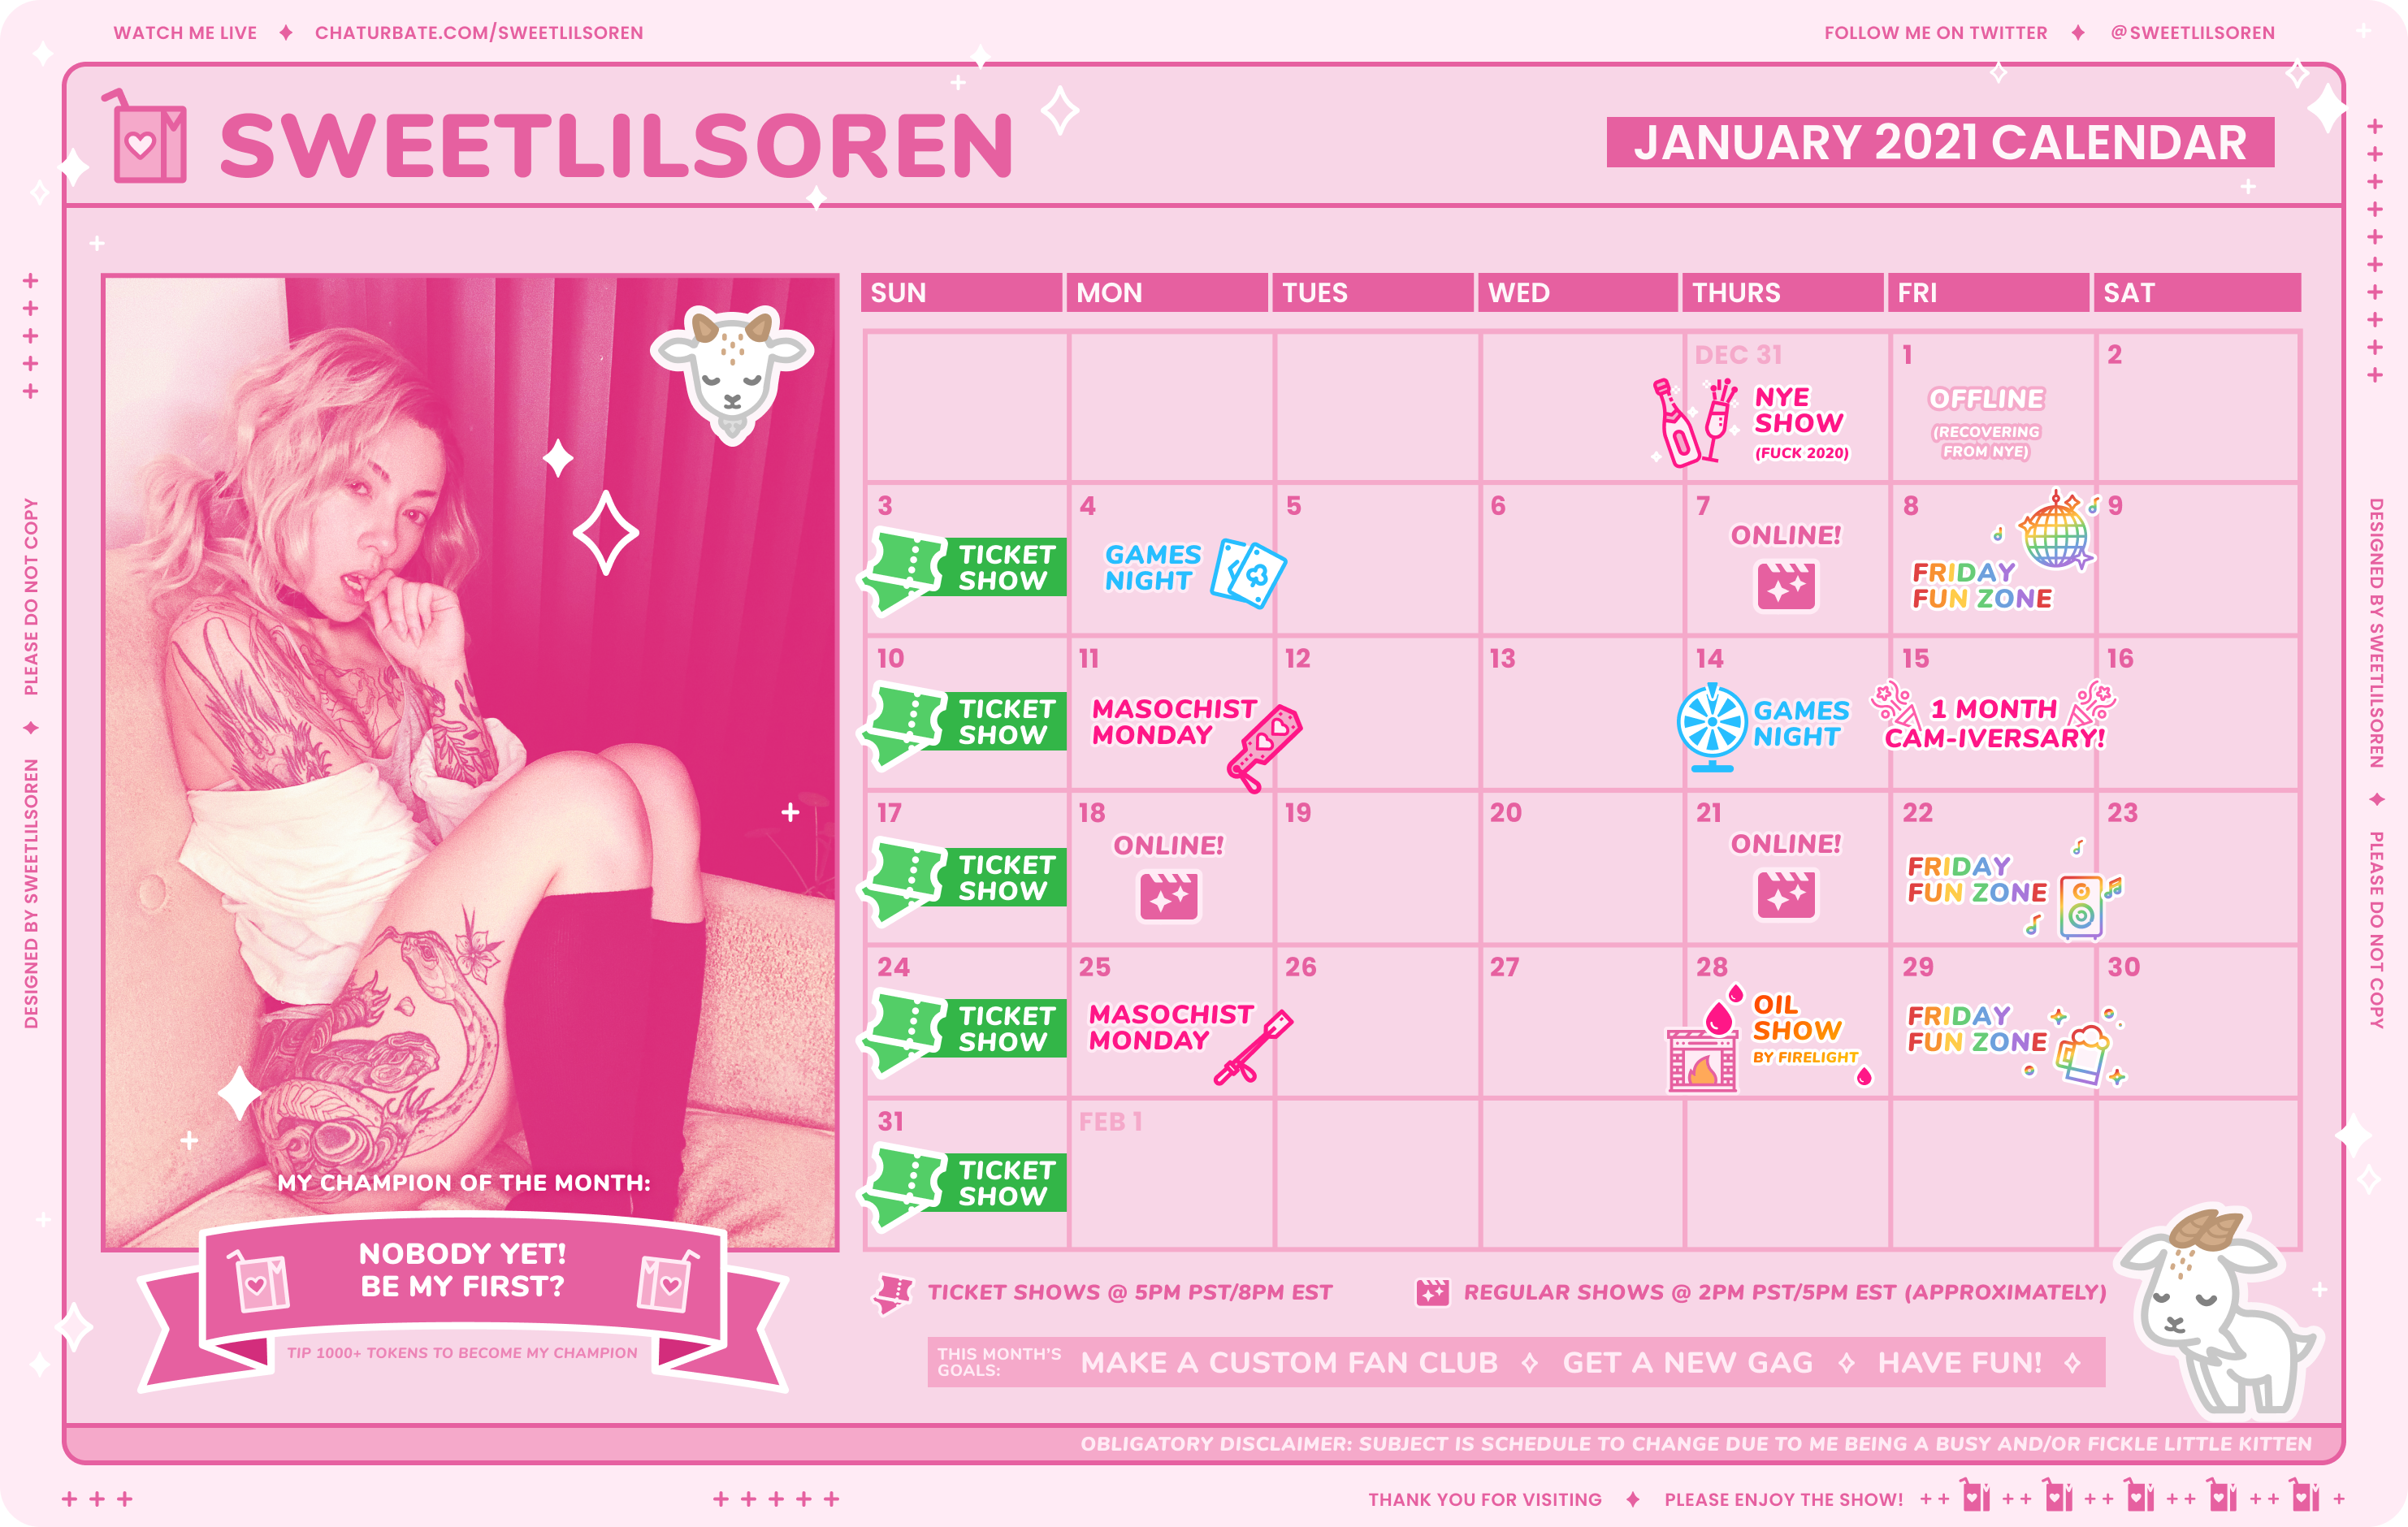 WATCH ME LIVE ✦ CHATURBATE.COM/SWEETLILSOREN
FOLLOW ME ON TWITTER ✦ @SWEETLILSOREN
SWEETLILSOREN
JANUARY 2021 CALENDAR
SUN MON TUES WED THURS FRI SAT
DEC 31 1 2
NYE
SHOW
(FUCK 2020)
OFFLINE
(RECOVERING
FROM NYE)
3 4 5 6 7 8 9
TICKET
SHOW
GAMES
NIGHT
ONLINE!
FRIDAY
FUN ZONE
10 11 12 13 14 15 16
TICKET
SHOW
MASOCHIST
MONDAY
GAMES
NIGHT
1 MONTH
CAM-IVERSARY!
17 18 19 20 21 22 23
TICKET
SHOW
ONLINE!
ONLINE!
FRIDAY
FUN ZONE
24 25 26 27 28 29 30
TICKET
SHOW
MASOCHIST
MONDAY
OIL
SHOW
BY FIRELIGHT
FRIDAY
FUN ZONE
31 FEB 1
TICKET
SHOW
MY CHAMPION OF THE MONTH:
NOBODY YET!
BE MY FIRST?
TIP 1000+ TOKENS TO BECOME MY CHAMPION
TICKET SHOWS @ 5PM PST/8PM EST
REGULAR SHOWS @ 2PM PST/5PM EST (APPROXIMATELY)
THIS MONTH'S
GOALS:
MAKE A CUSTOM FAN CLUB ✧ GET A NEW GAG ✧ HAVE FUN! ✧
OBLIGATORY DISCLAIMER: SUBJECT IS SCHEDULE TO CHANGE DUE TO ME BEING A BUSY AND/OR FICKLE LITTLE KITTEN
THANK YOU FOR VISITING ✦ PLEASE ENJOY THE SHOW!
DESIGNED BY SWEETLILSOREN ✦ PLEASE DO NOT COPY
DESIGNED BY SWEETLILSOREN ✦ PLEASE DO NOT COPY